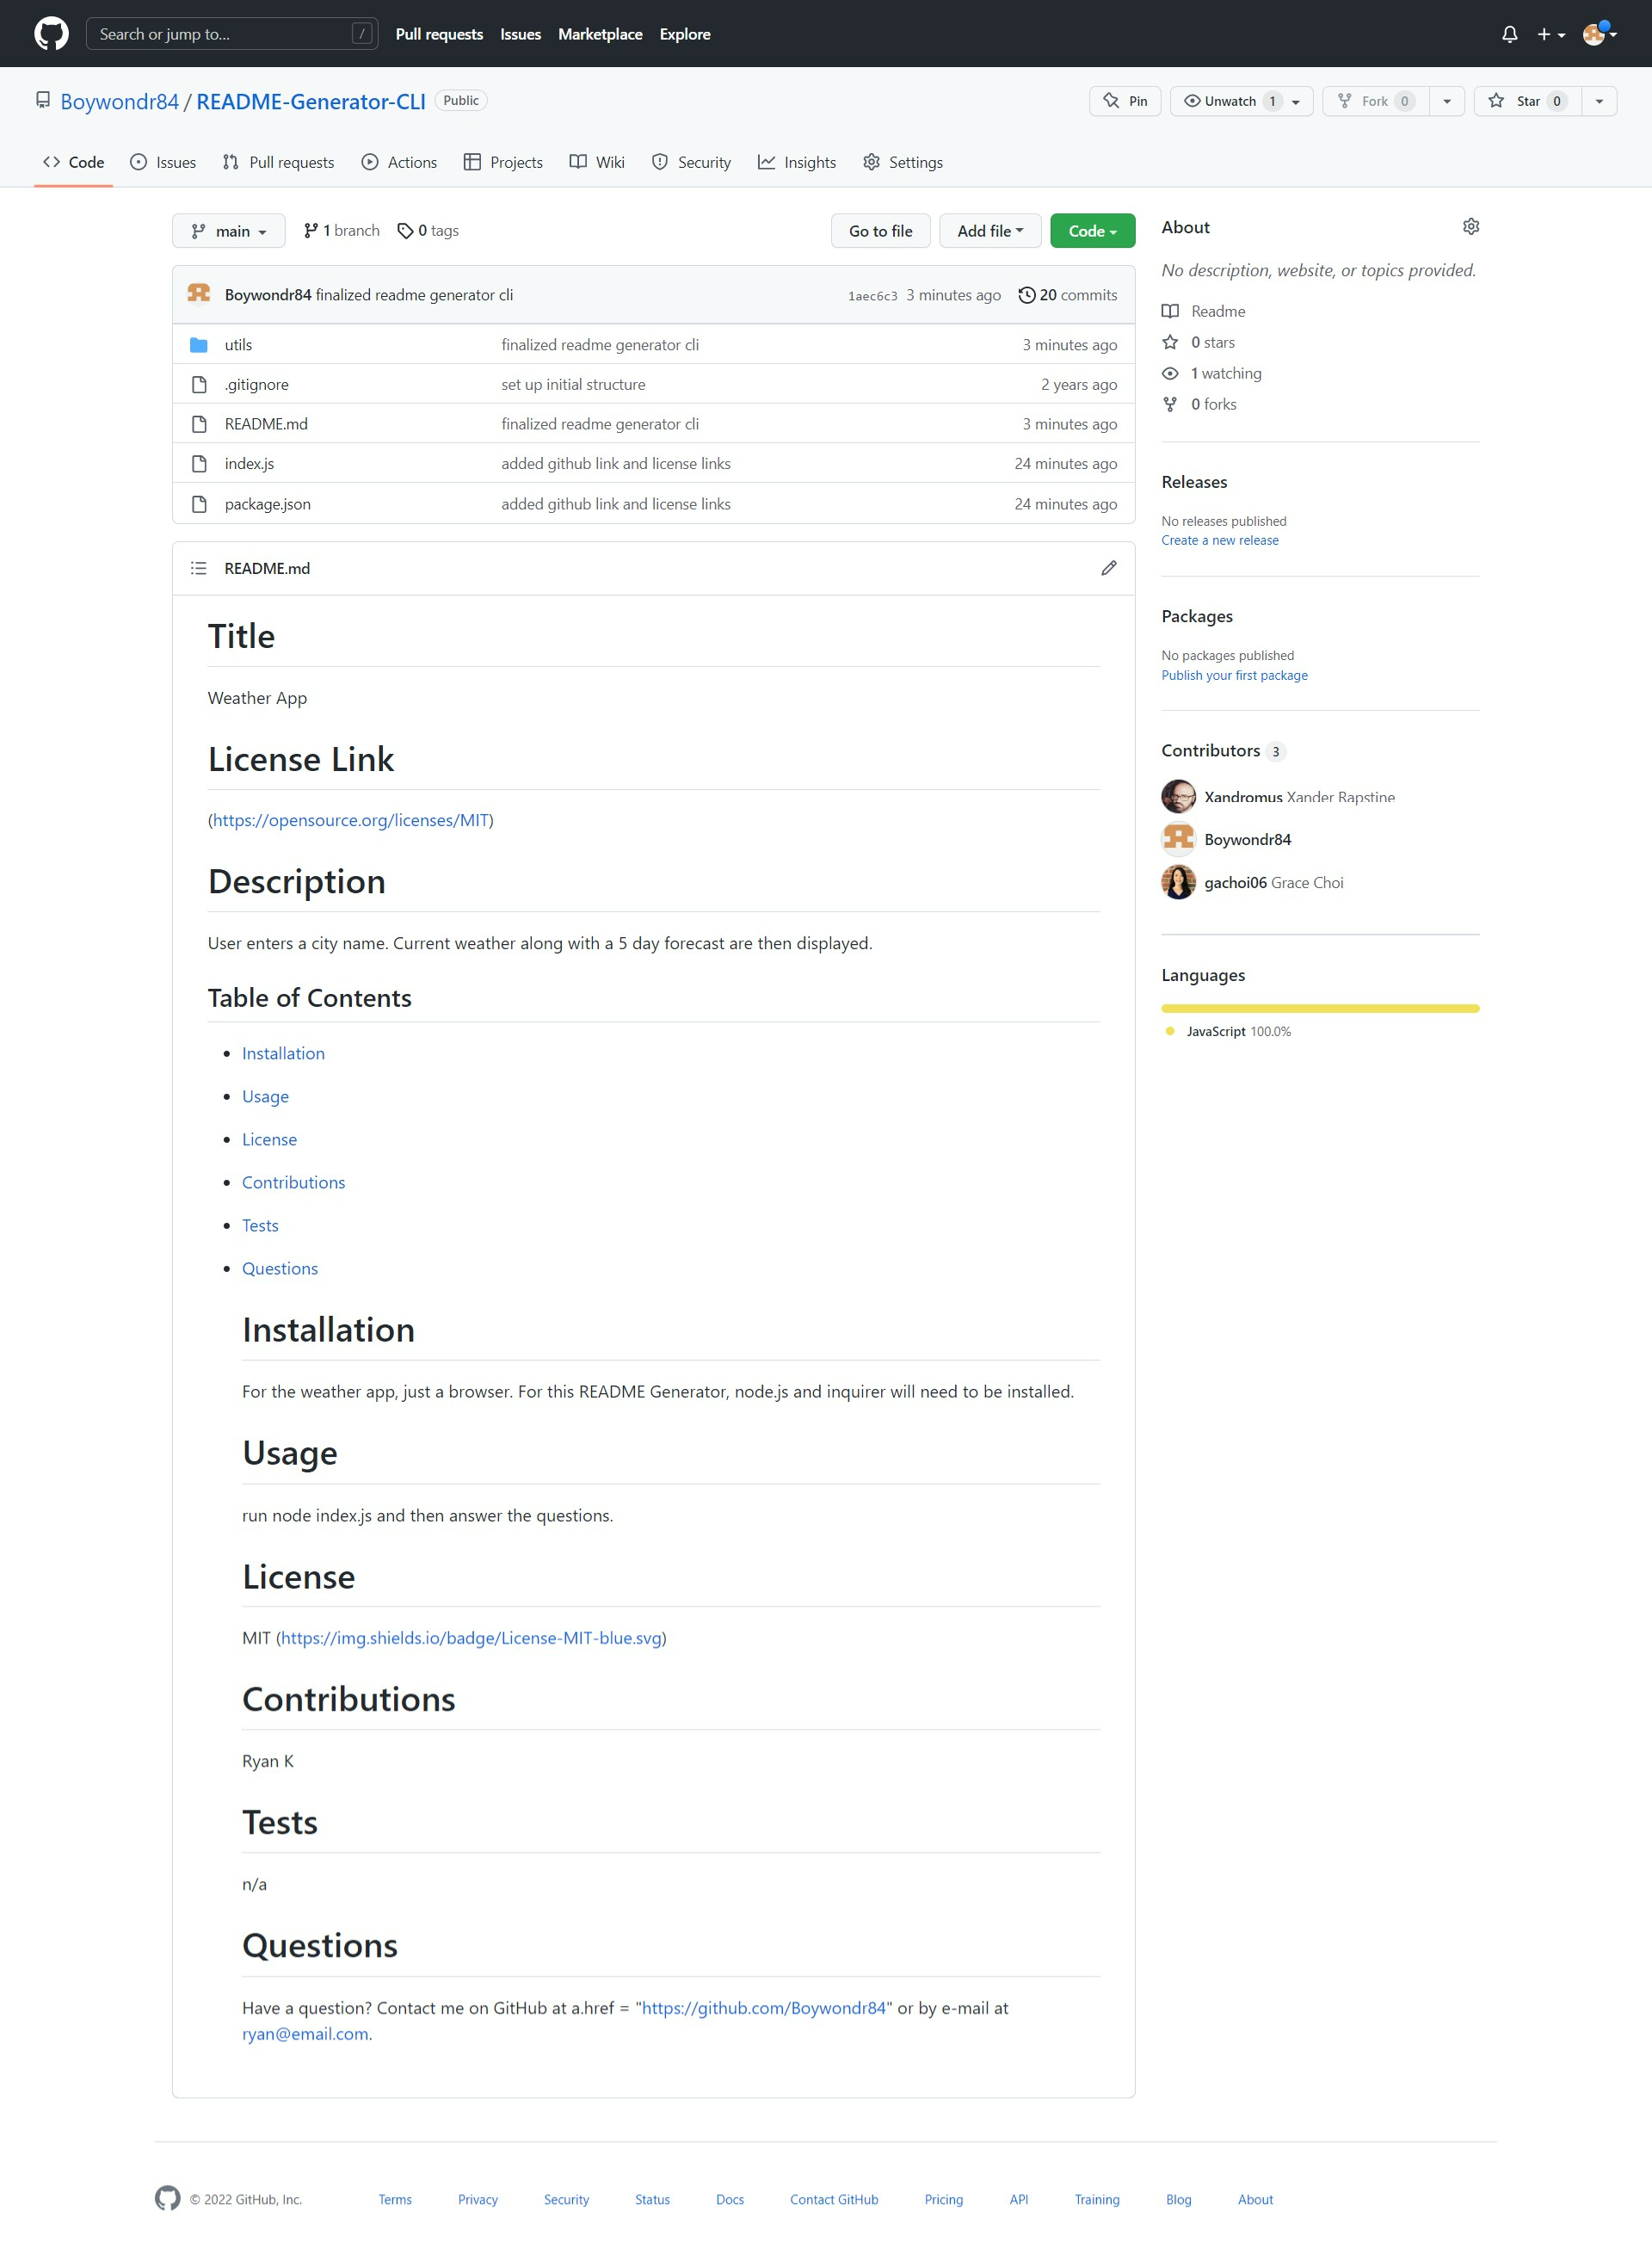 Search or jump to... /
Pull requests Issues Marketplace Explore
Boywondr84 / README-Generator-CLI Public
Pin Unwatch 1 Fork 0 Star 0
Code Issues Pull requests Actions Projects Wiki Security Insights Settings
main 1 branch 0 tags Go to file Add file Code
Boywondr84 finalized readme generator cli 1aec6c3 3 minutes ago 20 commits
utils finalized readme generator cli 3 minutes ago
.gitignore set up initial structure 2 years ago
README.md finalized readme generator cli 3 minutes ago
index.js added github link and license links 24 minutes ago
package.json added github link and license links 24 minutes ago
README.md
Title
Weather App
License Link
(https://opensource.org/licenses/MIT)
Description
User enters a city name. Current weather along with a 5 day forecast are then displayed.
Table of Contents
Installation
Usage
License
Contributions
Tests
Questions
Installation
For the weather app, just a browser. For this README Generator, node.js and inquirer will need to be installed.
Usage
run node index.js and then answer the questions.
License
MIT (https://img.shields.io/badge/License-MIT-blue.svg)
Contributions
Ryan K
Tests
n/a
Questions
Have a question? Contact me on GitHub at a.href = "https://github.com/Boywondr84" or by e-mail at
ryan@email.com.
About
No description, website, or topics provided.
Readme
0 stars
1 watching
0 forks
Releases
No releases published
Create a new release
Packages
No packages published
Publish your first package
Contributors 3
Xandromus Xander Rapstine
Boywondr84
gachoi06 Grace Choi
Languages
JavaScript 100.0%
© 2022 GitHub, Inc. Terms Privacy Security Status Docs Contact GitHub Pricing API Training Blog About